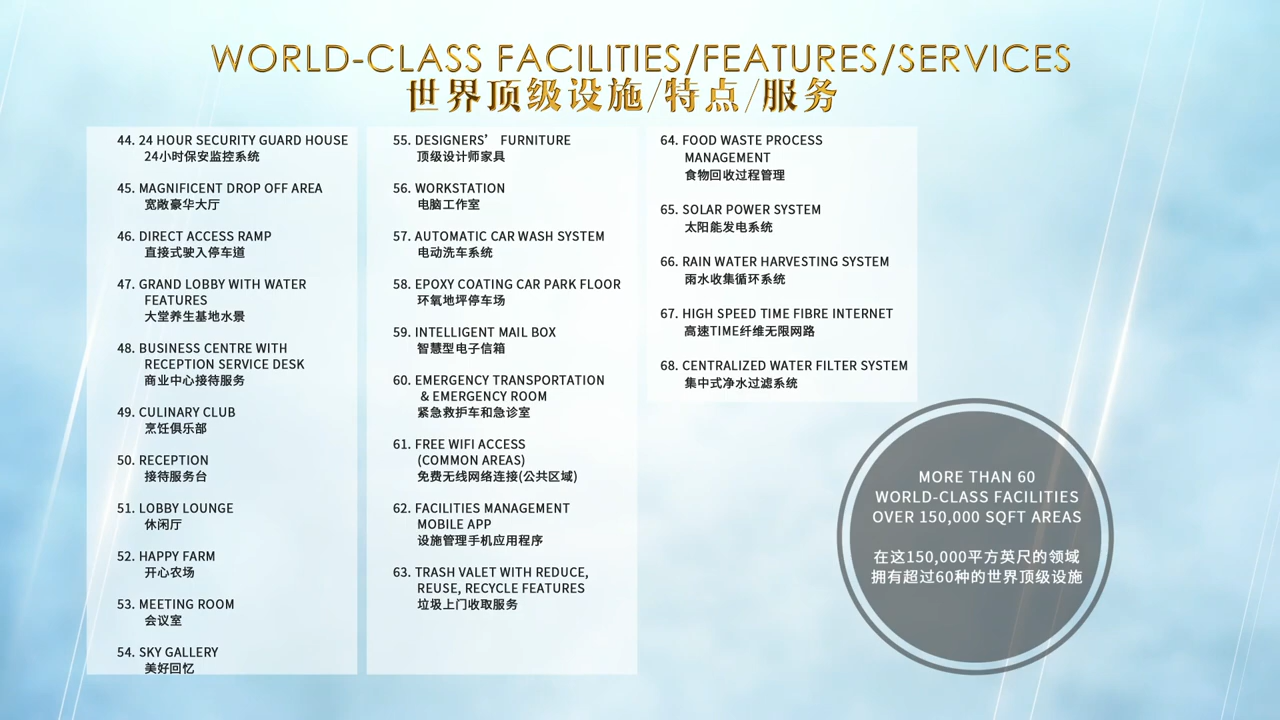 WORLD-CLASS FACILITIES/FEATURES/SERVICES
世界顶级设施/特点/服务
44. 24 HOUR SECURITY GUARD HOUSE
24小时保安监控系统
45. MAGNIFICENT DROP OFF AREA
宽敞豪华大厅
46. DIRECT ACCESS RAMP
直接式驶入停车道
47. GRAND LOBBY WITH WATER
FEATURES
大堂养生基地水景
48. BUSINESS CENTRE WITH
RECEPTION SERVICE DESK
商业中心接待服务
49. CULINARY CLUB
烹饪俱乐部
50. RECEPTION
接待服务台
51. LOBBY LOUNGE
休闲厅
52. HAPPY FARM
开心农场
53. MEETING ROOM
会议室
54. SKY GALLERY
美好回忆
55. DESIGNERS’ FURNITURE
顶级设计师家具
56. WORKSTATION
电脑工作室
57. AUTOMATIC CAR WASH SYSTEM
电动洗车系统
58. EPOXY COATING CAR PARK FLOOR
环氧地坪停车场
59. INTELLIGENT MAIL BOX
智慧型电子信箱
60. EMERGENCY TRANSPORTATION
& EMERGENCY ROOM
紧急救护车和急诊室
61. FREE WIFI ACCESS
(COMMON AREAS)
免费无线网络连接(公共区域)
62. FACILITIES MANAGEMENT
MOBILE APP
设施管理手机应用程序
63. TRASH VALET WITH REDUCE,
REUSE, RECYCLE FEATURES
垃圾上门收取服务
64. FOOD WASTE PROCESS
MANAGEMENT
食物回收过程管理
65. SOLAR POWER SYSTEM
太阳能发电系统
66. RAIN WATER HARVESTING SYSTEM
雨水收集循环系统
67. HIGH SPEED TIME FIBRE INTERNET
高速TIME纤维无限网路
68. CENTRALIZED WATER FILTER SYSTEM
集中式净水过滤系统
MORE THAN 60
WORLD-CLASS FACILITIES
OVER 150,000 SQFT AREAS
在这150,000平方英尺的领域
拥有超过60种的世界顶级设施